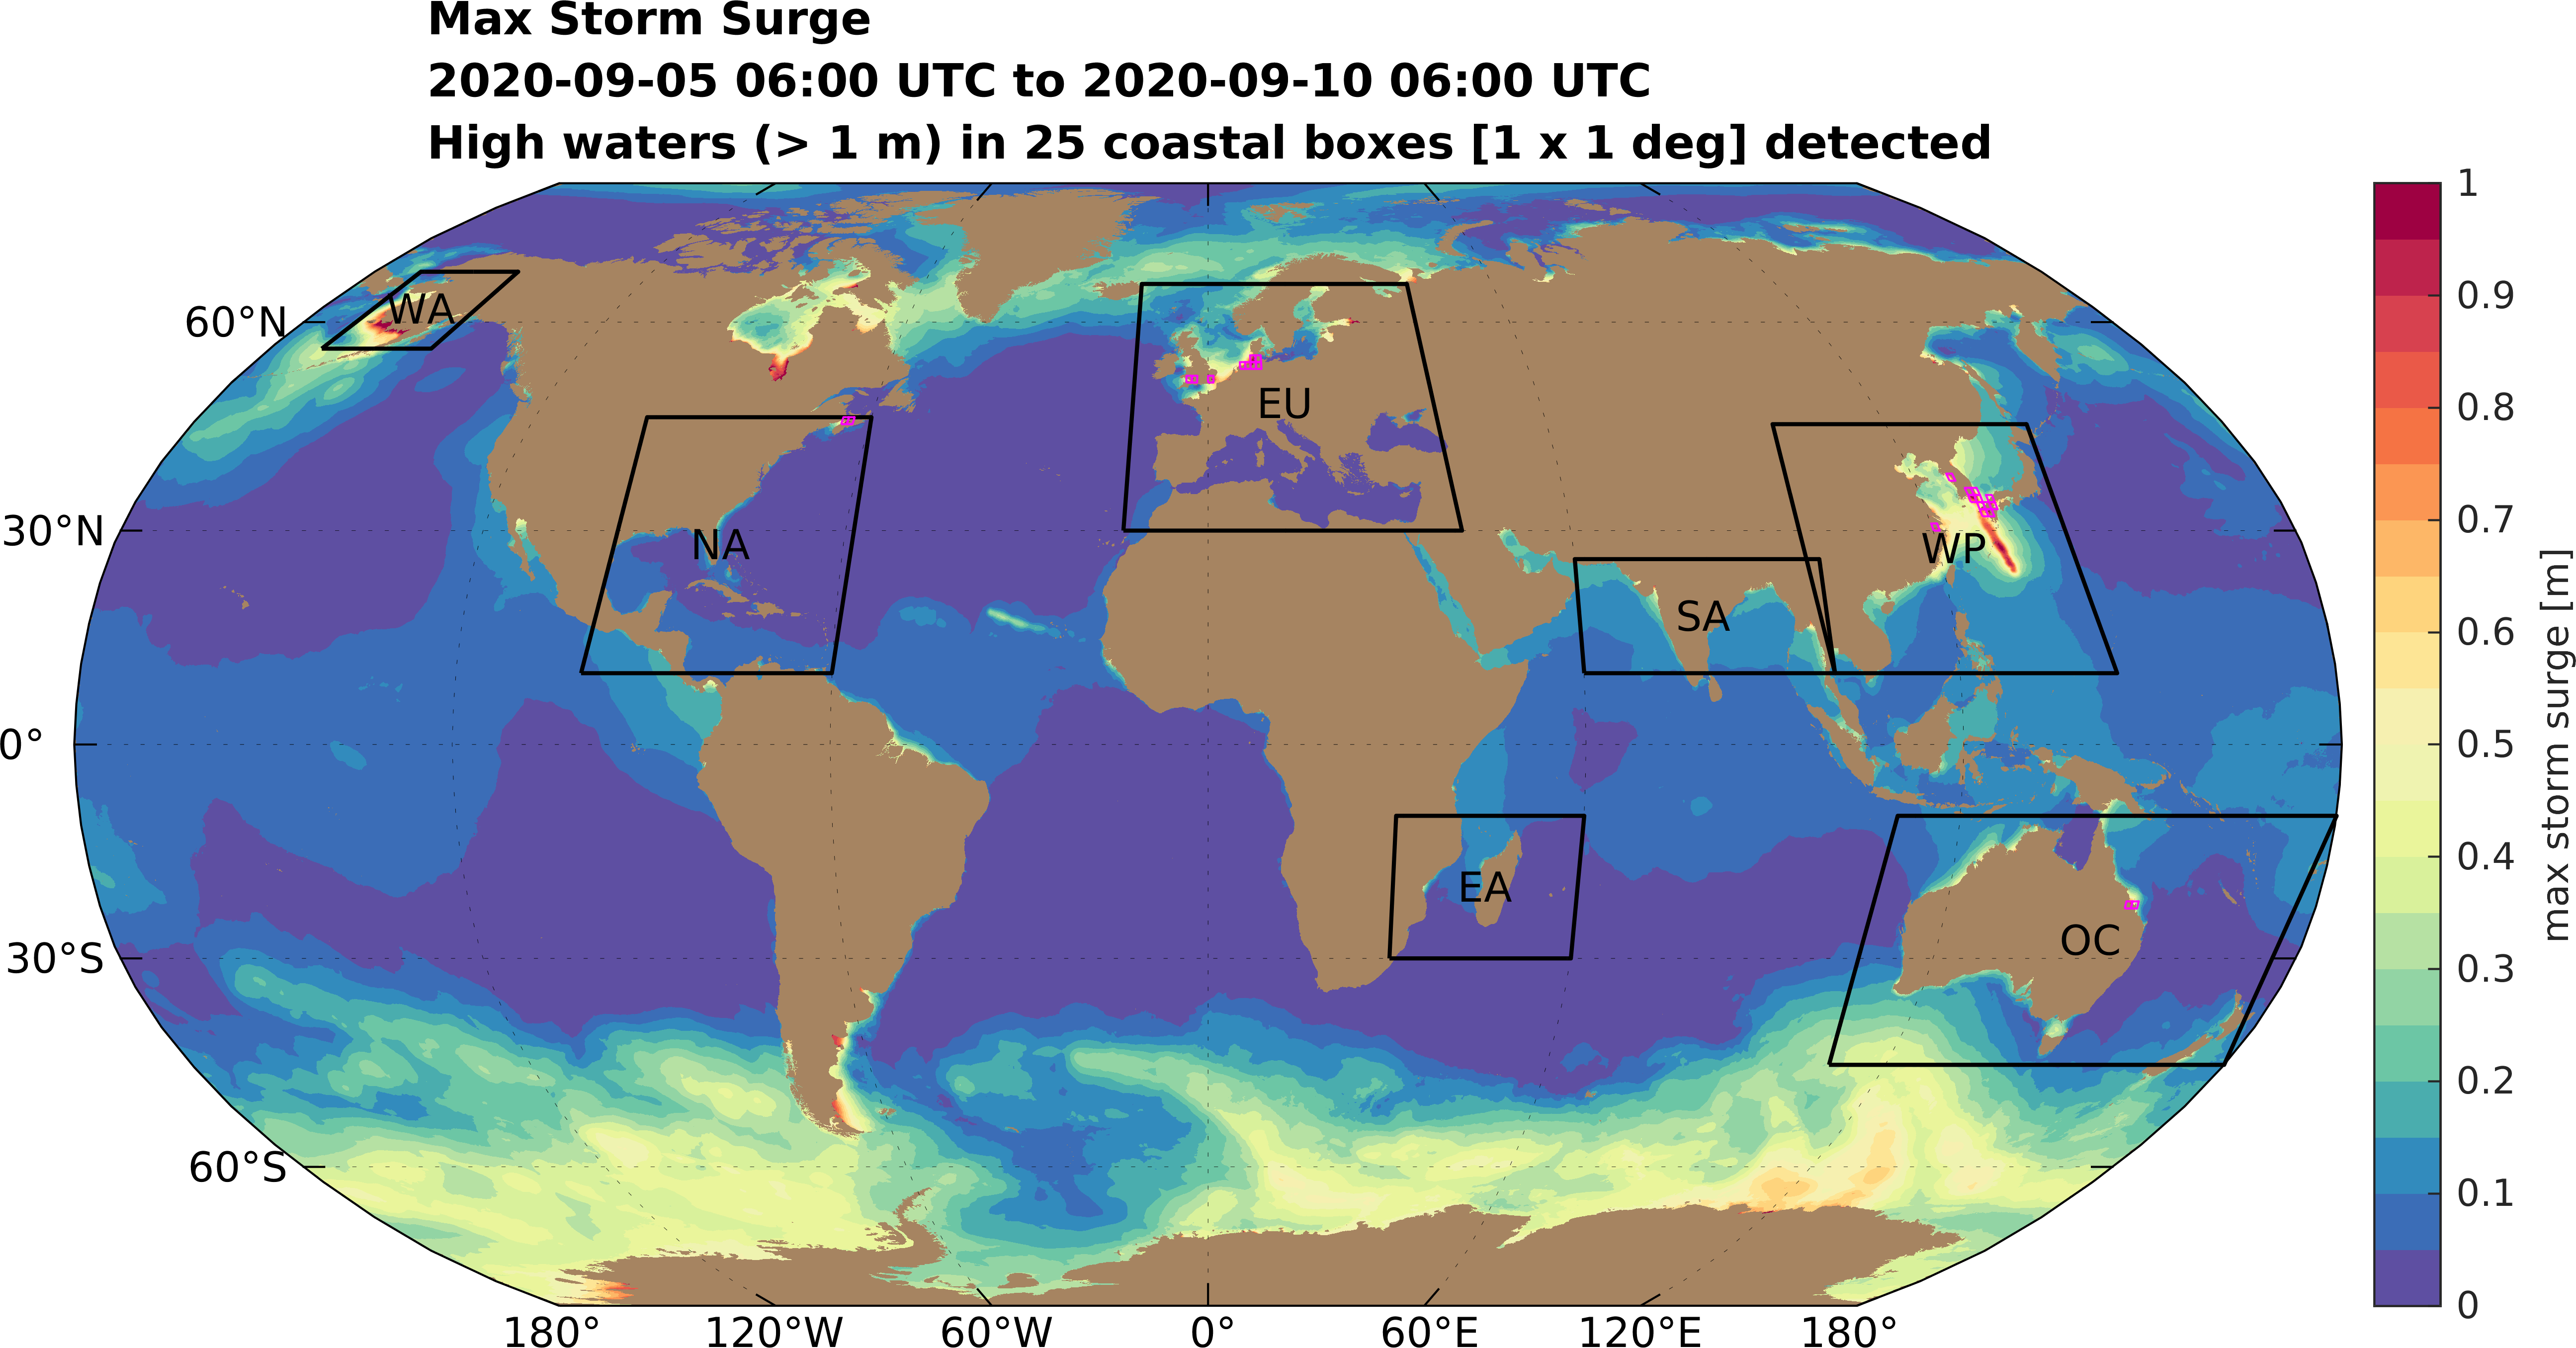 Max Storm Surge
2020-09-05 06:00 UTC to 2020-09-10 06:00 UTC
High waters (> 1 m) in 25 coastal boxes [1 x 1 deg] detected
60°N
30°N
0°
30°S
60°S
WA
NA
EU
SA
WP
EA
OC
180°
120°W
60°W
0°
60°E
120°E
180°
1
0.9
0.8
0.7
0.6
0.5
0.4
0.3
0.2
0.1
0
max storm surge [m]